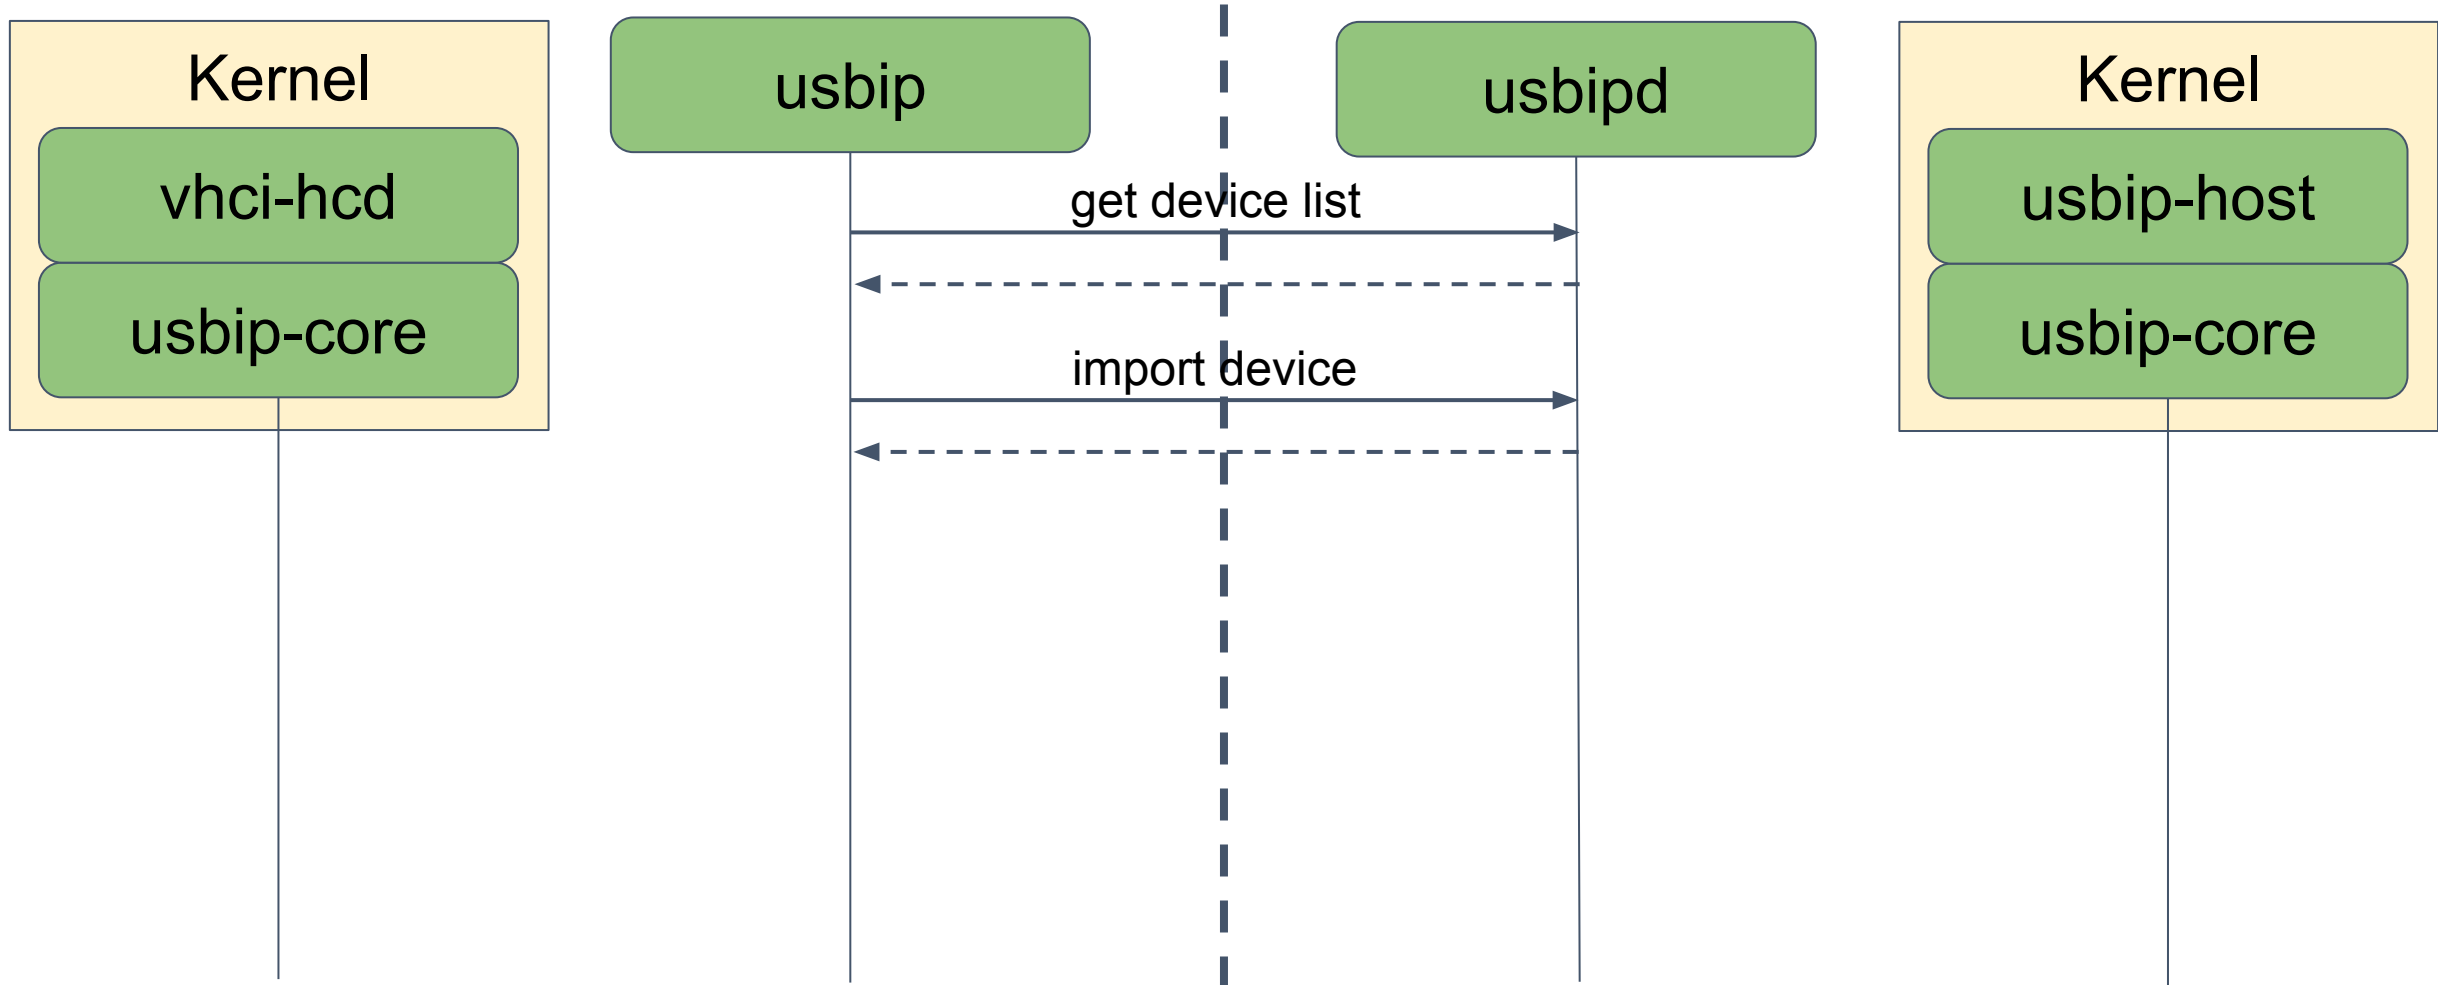 Kernel
vhci-hcd
usbip-core
usbip
usbipd
get device list
import device
Kernel
usbip-host
usbip-core